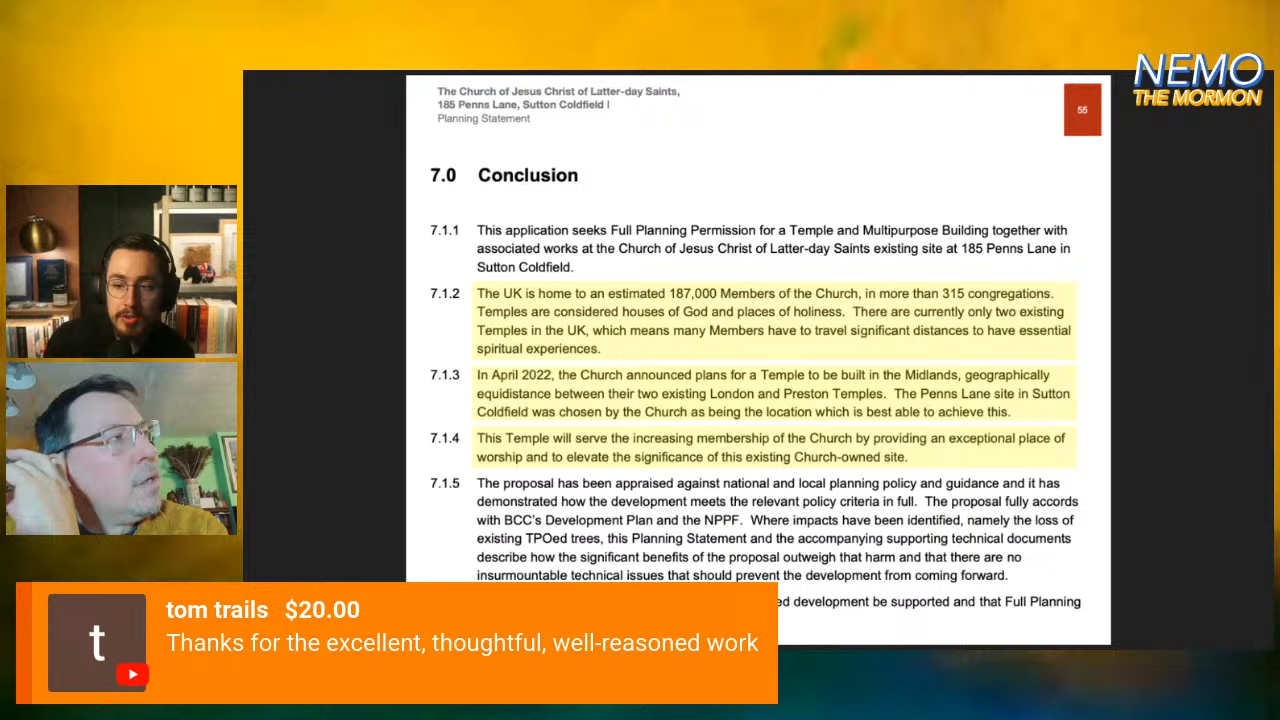 NEMO
THE MORMON
The Church of Jesus Christ of Latter-day Saints,
185 Penns Lane, Sutton Coldfield |
Planning Statement
55
7.0 Conclusion
7.1.1 This application seeks Full Planning Permission for a Temple and Multipurpose Building together with
associated works at the Church of Jesus Christ of Latter-day Saints existing site at 185 Penns Lane in
Sutton Coldfield.
7.1.2 The UK is home to an estimated 187,000 Members of the Church, in more than 315 congregations.
Temples are considered houses of God and places of holiness. There are currently only two existing
Temples in the UK, which means many Members have to travel significant distances to have essential
spiritual experiences.
7.1.3 In April 2022, the Church announced plans for a Temple to be built in the Midlands, geographically
equidistance between their two existing London and Preston Temples. The Penns Lane site in Sutton
Coldfield was chosen by the Church as being the location which is best able to achieve this.
7.1.4 This Temple will serve the increasing membership of the Church by providing an exceptional place of
worship and to elevate the significance of this existing Church-owned site.
7.1.5 The proposal has been appraised against national and local planning policy and guidance and it has
demonstrated how the development meets the relevant policy criteria in full. The proposal fully accords
with BCC's Development Plan and the NPPF. Where impacts have been identified, namely the loss of
existing TPOed trees, this Planning Statement and the accompanying supporting technical documents
describe how the significant benefits of the proposal outweigh that harm and that there are no
insurmountable technical issues that should prevent the development from coming forward.
development be supported and that Full Planning
t
tom trails $20.00
Thanks for the excellent, thoughtful, well-reasoned work